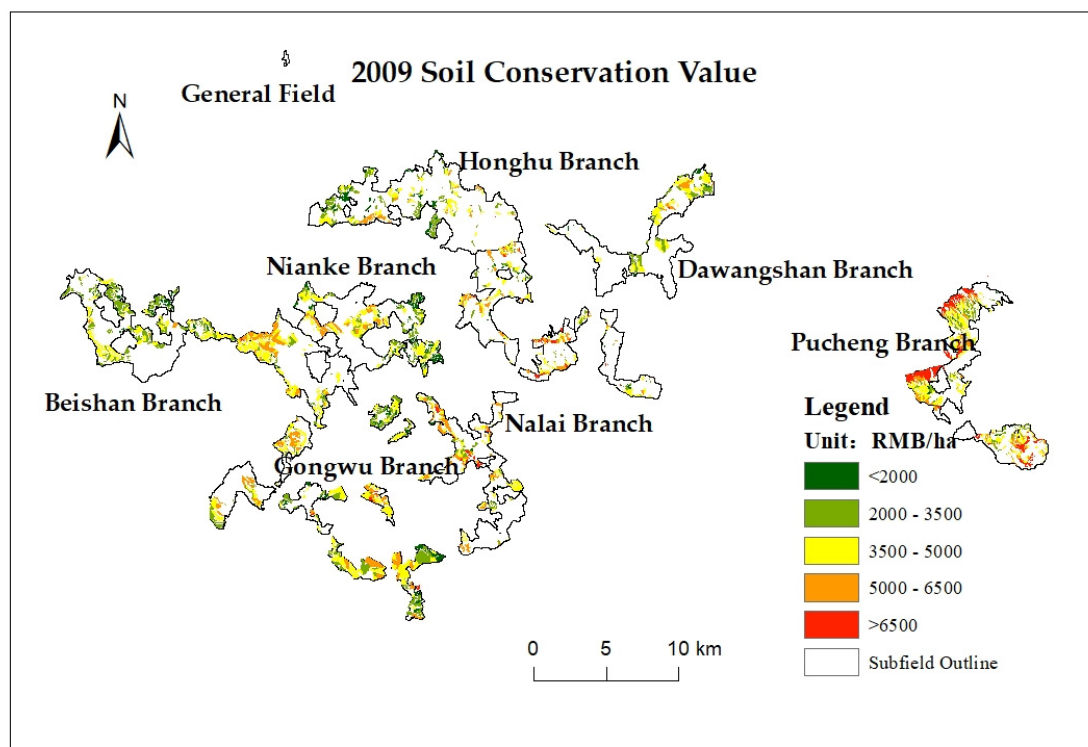 2009 Soil Conservation Value
General Field
N
Honghu Branch
Nianke Branch
Dawangshan Branch
Pucheng Branch
Beishan Branch
Nalai Branch
Gongwu Branch
Legend
Unit： RMB/ha
<2000
2000 - 3500
3500 - 5000
5000 - 6500
>6500
Subfield Outline
0 5 10 km